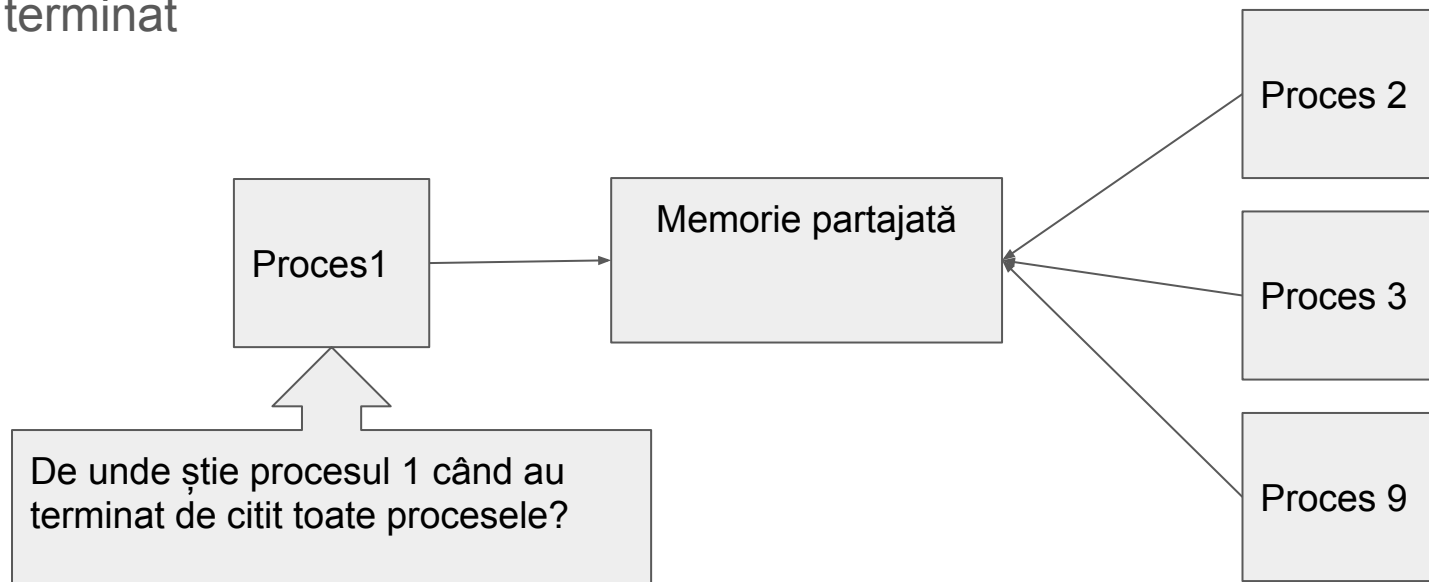 terminat
Proces 2
Memorie partajată
Proces1
Proces 3
De unde știe procesul 1 când au
terminat de citit toate procesele?
Proces 9